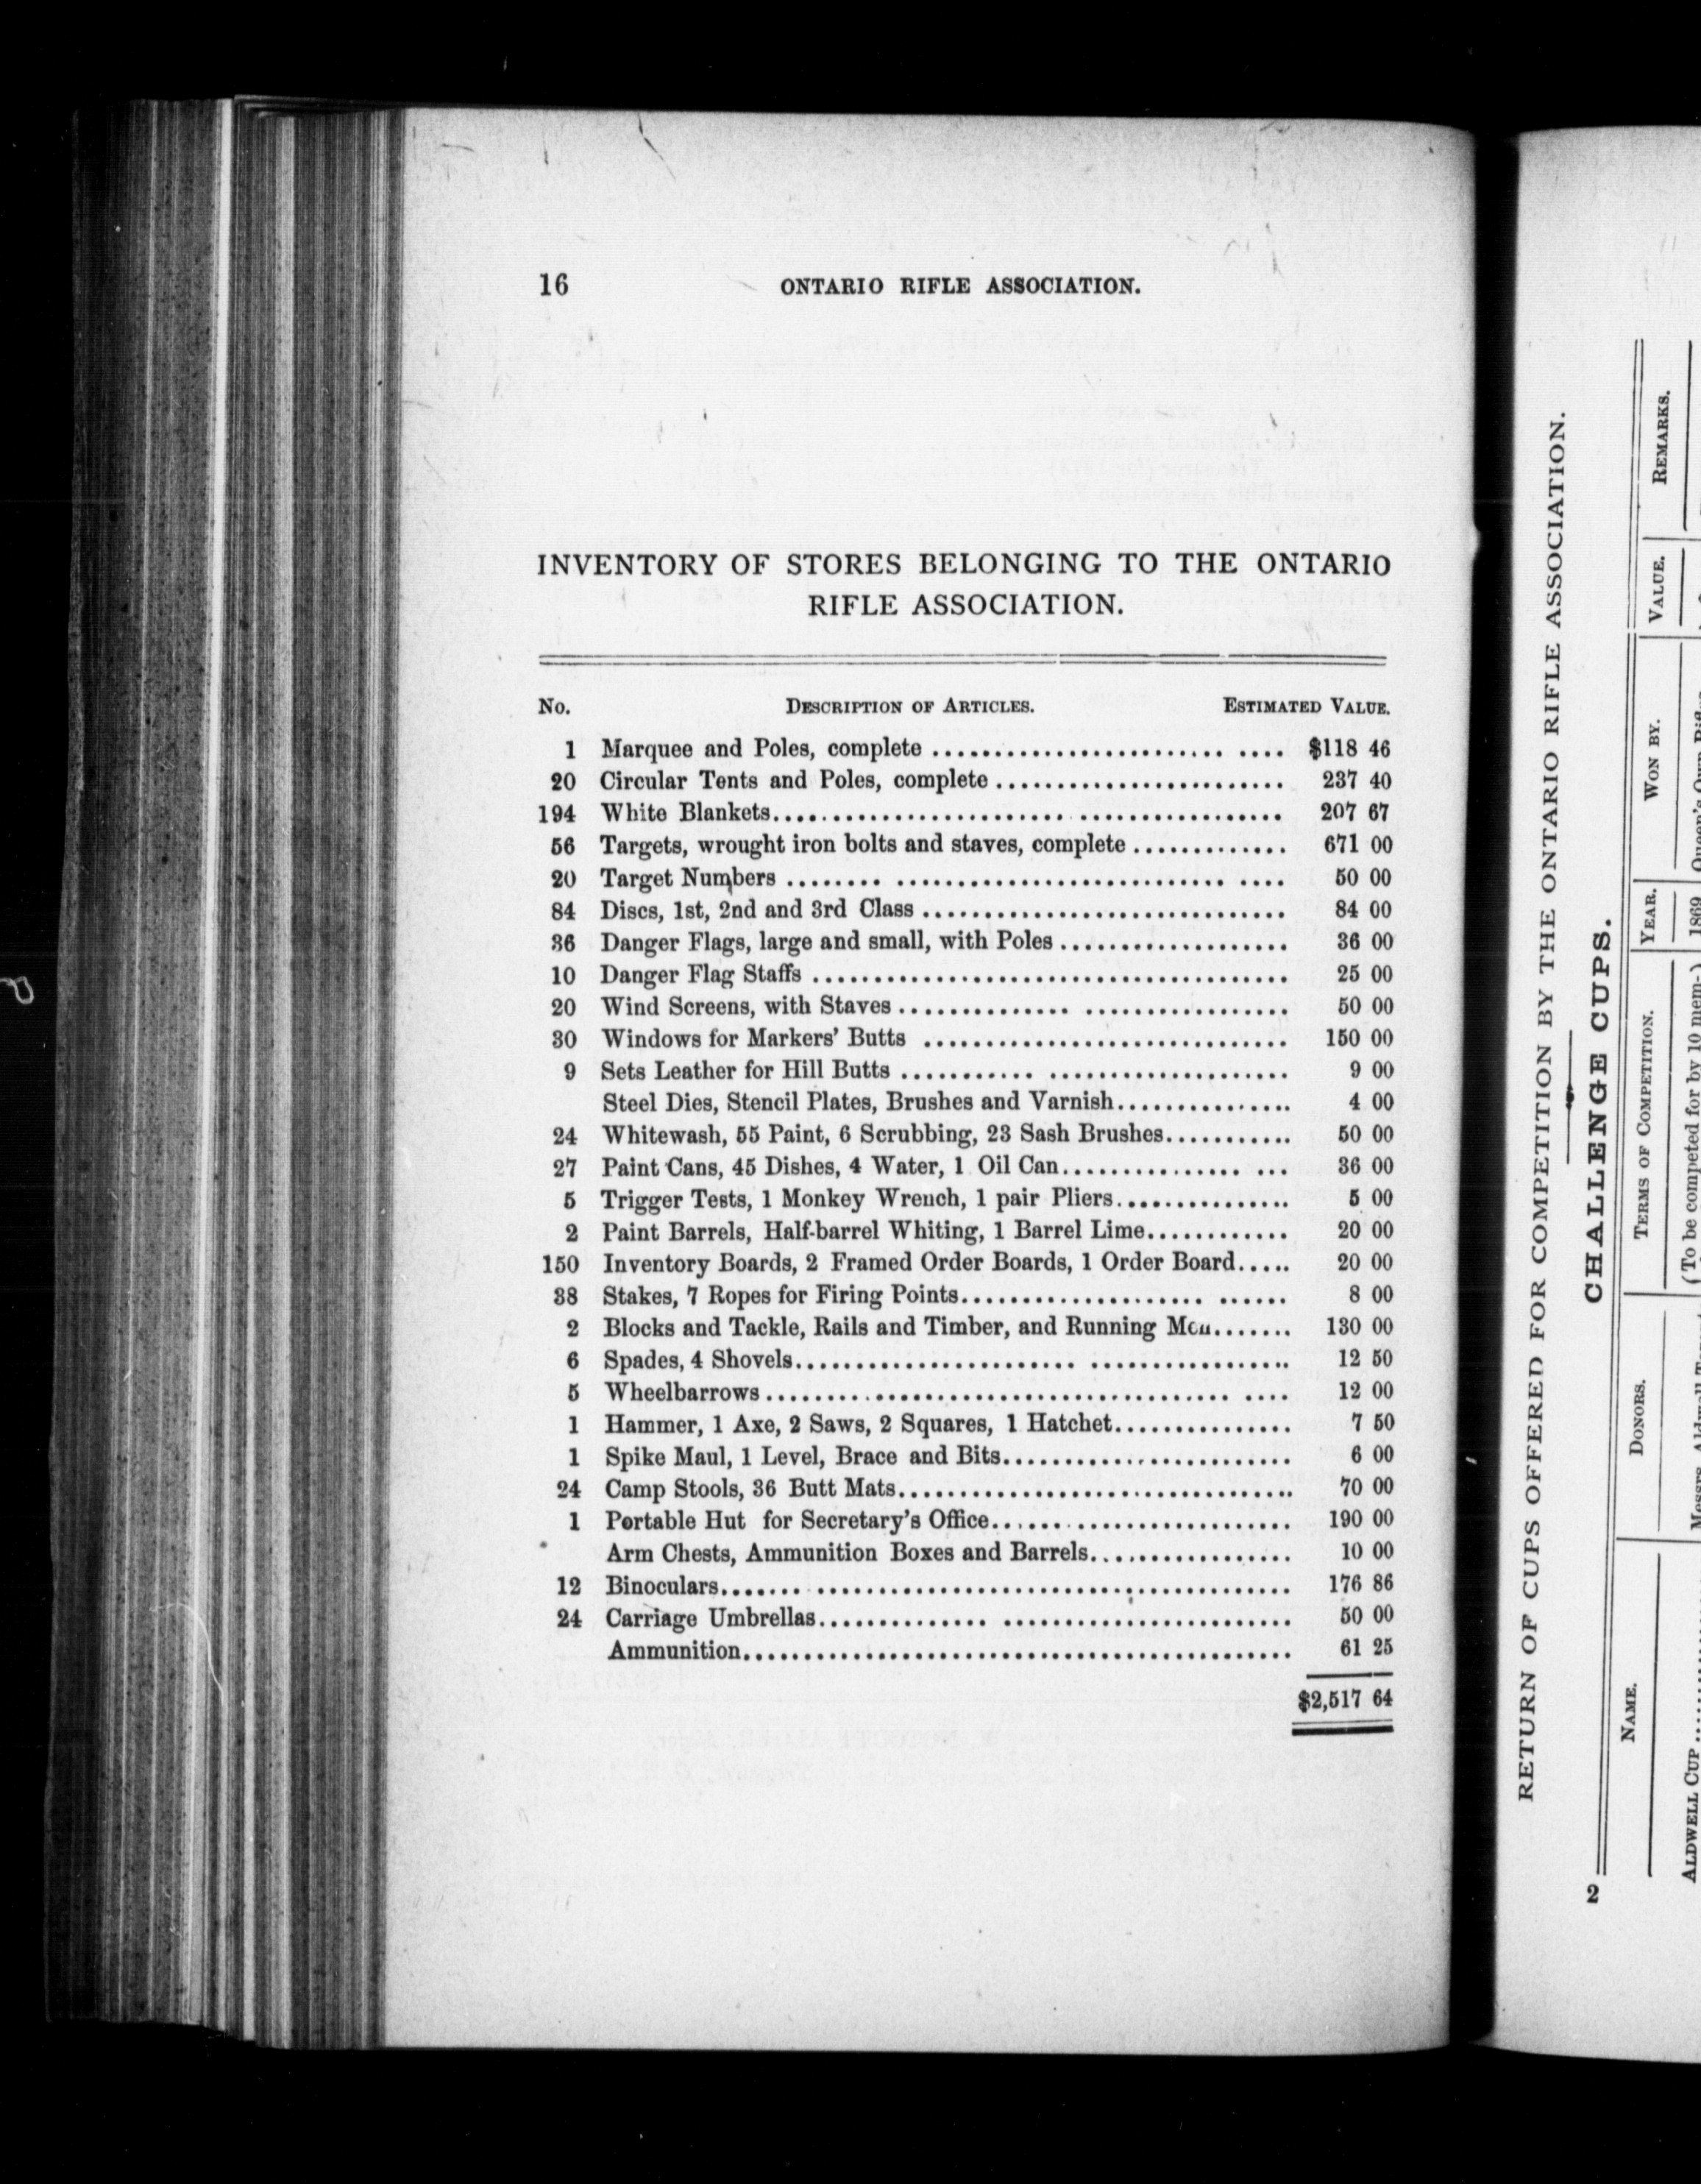 16 ONTARIO RIFLE ASSOCIATION.
INVENTORY OF STORES BELONGING TO THE ONTARIO
RIFLE ASSOCIATION.
No. DESCRIPTION OF ARTICLES. ESTIMATED VALUE.
1 Marquee and Poles, complete ............................ $118 46
20 Circular Tents and Poles, complete ........................ 237 40
194 White Blankets.......................................... 207 67
56 Targets, wrought iron bolts and staves, complete ............. 671 00
20 Target Numbers ........................................ 50 00
84 Discs, 1st, 2nd and 3rd Class .............................. 84 00
36 Danger Flags, large and small, with Poles ................... 36 00
10 Danger Flag Staffs ....................................... 25 00
20 Wind Screens, with Staves ............................... 50 00
30 Windows for Markers' Butts .............................. 150 00
9 Sets Leather for Hill Butts ............................... 9 00
Steel Dies, Stencil Plates, Brushes and Varnish............... 4 00
24 Whitewash, 55 Paint, 6 Scrubbing, 23 Sash Brushes........... 50 00
27 Paint Cans, 45 Dishes, 4 Water, 1 Oil Can.................. 36 00
5 Trigger Tests, 1 Monkey Wrench, 1 pair Pliers............... 5 00
2 Paint Barrels, Half-barrel Whiting, 1 Barrel Lime............ 20 00
150 Inventory Boards, 2 Framed Order Boards, 1 Order Board..... 20 00
38 Stakes, 7 Ropes for Firing Points.......................... 8 00
2 Blocks and Tackle, Rails and Timber, and Running Men....... 130 00
6 Spades, 4 Shovels........................................ 12 50
5 Wheelbarrows.......................................... 12 00
1 Hammer, 1 Axe, 2 Saws, 2 Squares, 1 Hatchet............... 7 50
1 Spike Maul, 1 Level, Brace and Bits........................ 6 00
24 Camp Stools, 36 Butt Mats................................. 70 00
1 Portable Hut for Secretary's Office........................ 190 00
Arm Chests, Ammunition Boxes and Barrels................. 10 00
12 Binoculars.............................................. 176 86
24 Carriage Umbrellas...................................... 50 00
Ammunition............................................. 61 25
$2,517 64
RETURN OF CUPS OFFERED FOR COMPETITION BY THE ONTARIO RIFLE ASSOCIATION.
CHALLENGE CUPS.
NAME. DONORS. TERMS OF COMPETITION. YEAR. WON BY. VALUE. REMARKS.
ALDWELL CUP .......... Messrs. Aldwell (To be competed for by 10 mem-) 1869 Queen's Own
2